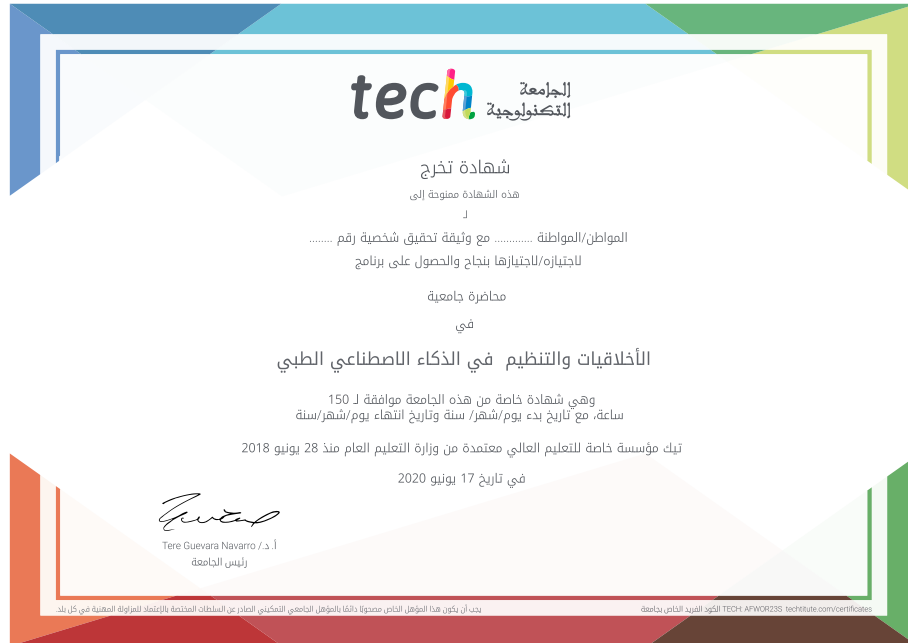 tech الجامعة
التكنولوجية
شهادة تخرج
هذه الشهادة ممنوحة إلى
لـ
المواطن/المواطنة ............ مع وثيقة تحقيق شخصية رقم ........
لاجتيازه/لاجتيازها بنجاح والحصول على برنامج
محاضرة جامعية
في
الأخلاقيات والتنظيم في الذكاء الاصطناعي الطبي
وهي شهادة خاصة من هذه الجامعة موافقة لـ 150
ساعة، مع تاريخ بدء يوم/شهر/ سنة وتاريخ انتهاء يوم/شهر/سنة
تيك مؤسسة خاصة للتعليم العالي معتمدة من وزارة التعليم العام منذ 28 يونيو 2018
في تاريخ 17 يونيو 2020
أ. د./ Tere Guevara Navarro
رئيس الجامعة
يجب أن يكون هذا المؤهل الخاص مصحوبًا دائمًا بالمؤهل الجامعي التمكيني الصادر عن السلطات المختصة بالإعتماد للمزاولة المهنية في كل بلد.
الكود الفريد الخاص بجامعة TECH: AFWOR23S techtitute.com/certificates